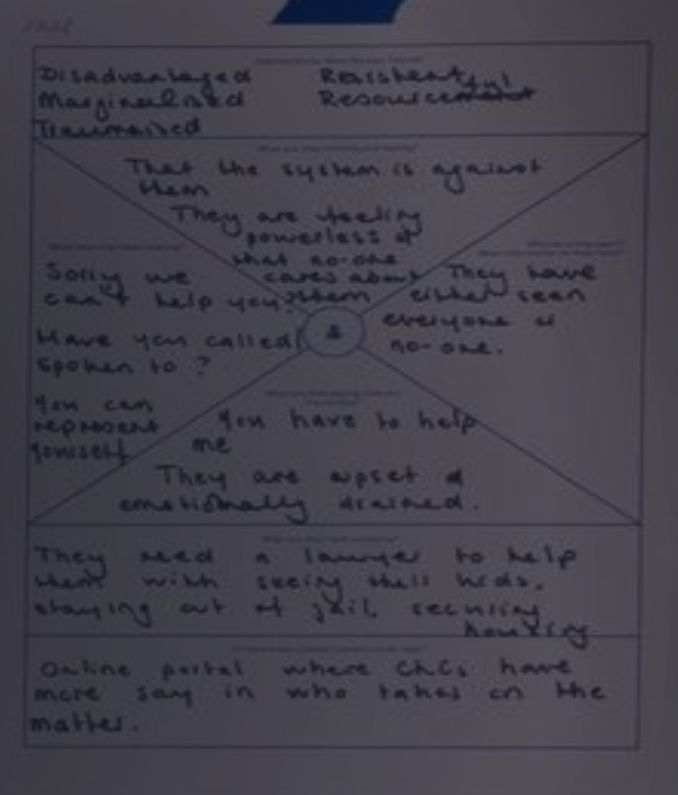 Disadvantaged
Marginalised
Traumatised
Resistent
Resourceful
That the system is against
them
They are feeling
powerless &
that no-one
cares about
them
Sorry we
can't help you?
Have you called/
spoken to ?
You can
represent
yourself
They have
either seen
everyone or
no-one.
You have to help
me
They are upset &
emotionally drained.
They need a lawyer to help
them with seeing their kids,
staying out of jail, securing
housing
Online portal where CLCs have
more say in who takes on the
matter.